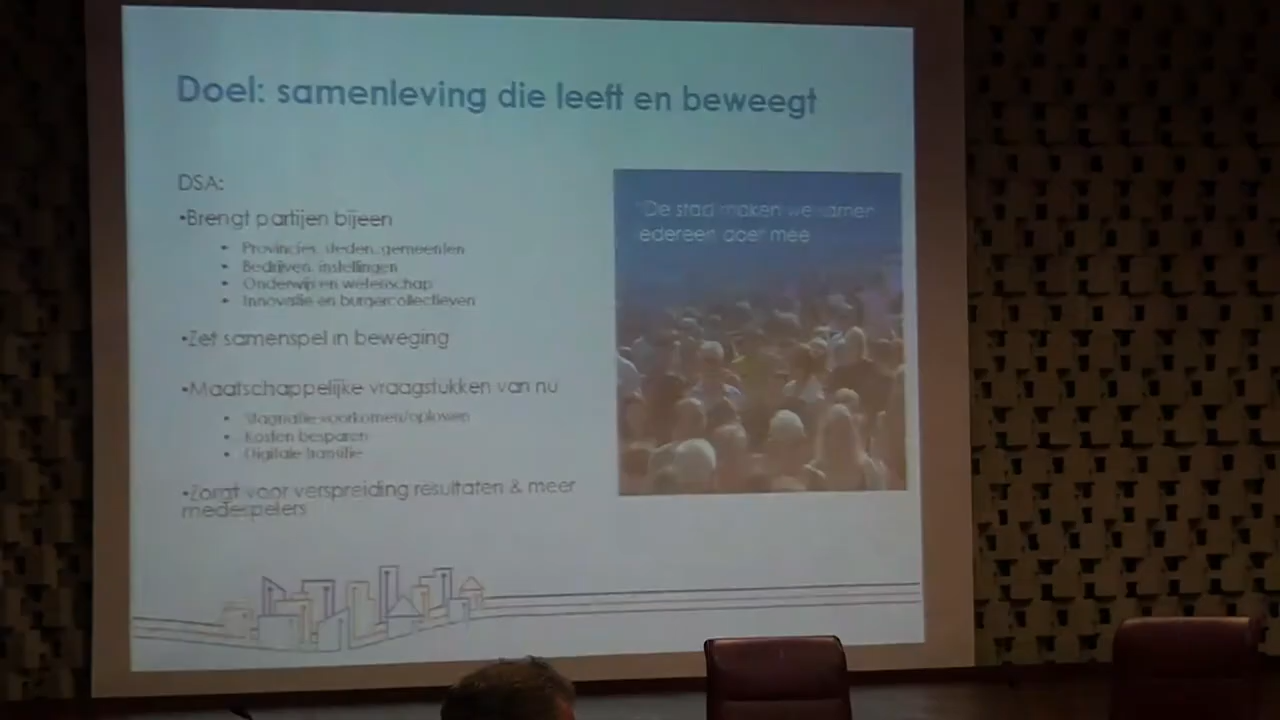 Doel: samenleving die leeft en beweegt
DSA:
•Brengt partijen bijeen
• Provincies, steden, gemeenten
• Bedrijven, instellingen
• Onderwijs en wetenschap
• Innovatie en burgercollectieven
•Zet samenspel in beweging
•Maatschappelijke vraagstukken van nu
• Stagnatie voorkomen/oplossen
• Kosten besparen
• Digitale transitie
•Zorgt voor verspreiding resultaten & meer
medespelers
"De stad maken we samen
iedereen doet mee